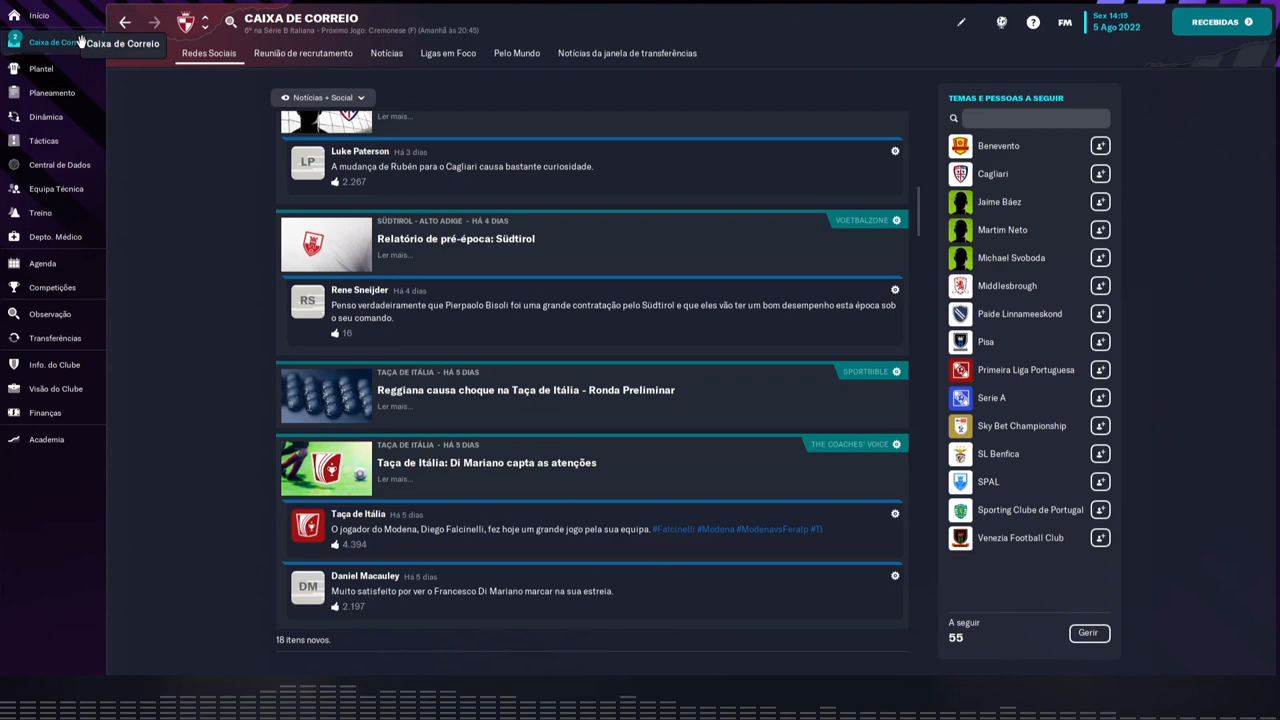 Início
2
Caixa de Cor
Caixa de Correio
Plantel
Planeamento
Dinâmica
Tácticas
Central de Dados
Equipa Técnica
Treino
Depto. Médico
Agenda
Competições
Observação
Transferências
Info. do Clube
Visão do Clube
Finanças
Academia
CAIXA DE CORREIO
6º na Série B Italiana - Próximo Jogo: Cremonese (F) (Amanhã às 20:45)
?
FM
Sex 14:15
5 Ago 2022
RECEBIDAS
Redes Sociais
Reunião de recrutamento
Notícias
Ligas em Foco
Pelo Mundo
Notícias da janela de transferências
Notícias + Social
Ler mais...
LP
Luke Paterson Há 3 dias
A mudança de Rubén para o Cagliari causa bastante curiosidade.
2.267
SÜDTIROL - ALTO ADIGE - HÁ 4 DIAS
VOETBALZONE
Relatório de pré-época: Südtirol
Ler mais...
RS
Rene Sneijder Há 4 dias
Penso verdadeiramente que Pierpaolo Bisoli foi uma grande contratação pelo Südtirol e que eles vão ter um bom desempenho esta época sob
o seu comando.
16
TAÇA DE ITÁLIA - HÁ 5 DIAS
SPORTBIBLE
Reggiana causa choque na Taça de Itália - Ronda Preliminar
Ler mais...
TAÇA DE ITÁLIA - HÁ 5 DIAS
THE COACHES' VOICE
Taça de Itália: Di Mariano capta as atenções
Ler mais...
Taça de Itália Há 5 dias
O jogador do Modena, Diego Falcinelli, fez hoje um grande jogo pela sua equipa. #Falcinelli #Modena #ModenavsFeralp #TI
4.394
DM
Daniel Macauley Há 5 dias
Muito satisfeito por ver o Francesco Di Mariano marcar na sua estreia.
2.197
18 itens novos.
TEMAS E PESSOAS A SEGUIR
Benevento
Cagliari
Jaime Báez
Martim Neto
Michael Svoboda
Middlesbrough
Paide Linnameeskond
Pisa
Primeira Liga Portuguesa
Serie A
Sky Bet Championship
SL Benfica
SPAL
Sporting Clube de Portugal
Venezia Football Club
A seguir
55
Gerir